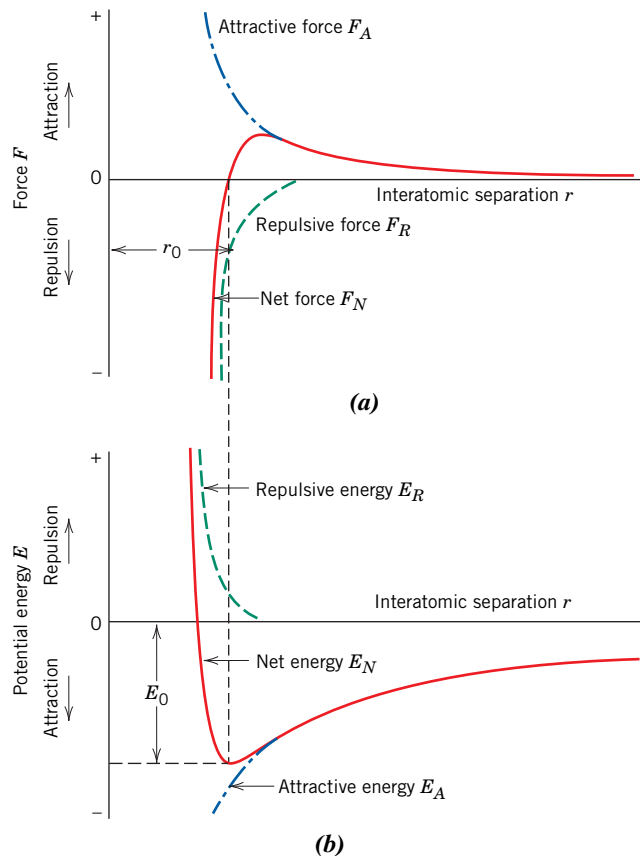 +
Attractive force F_A
Attraction
Force F
0
Interatomic separation r
Repulsive force F_R
r_0
Repulsion
Net force F_N
–
(a)
+
Repulsive energy E_R
Repulsion
Potential energy E
Interatomic separation r
0
Net energy E_N
E_0
Attraction
Attractive energy E_A
–
(b)